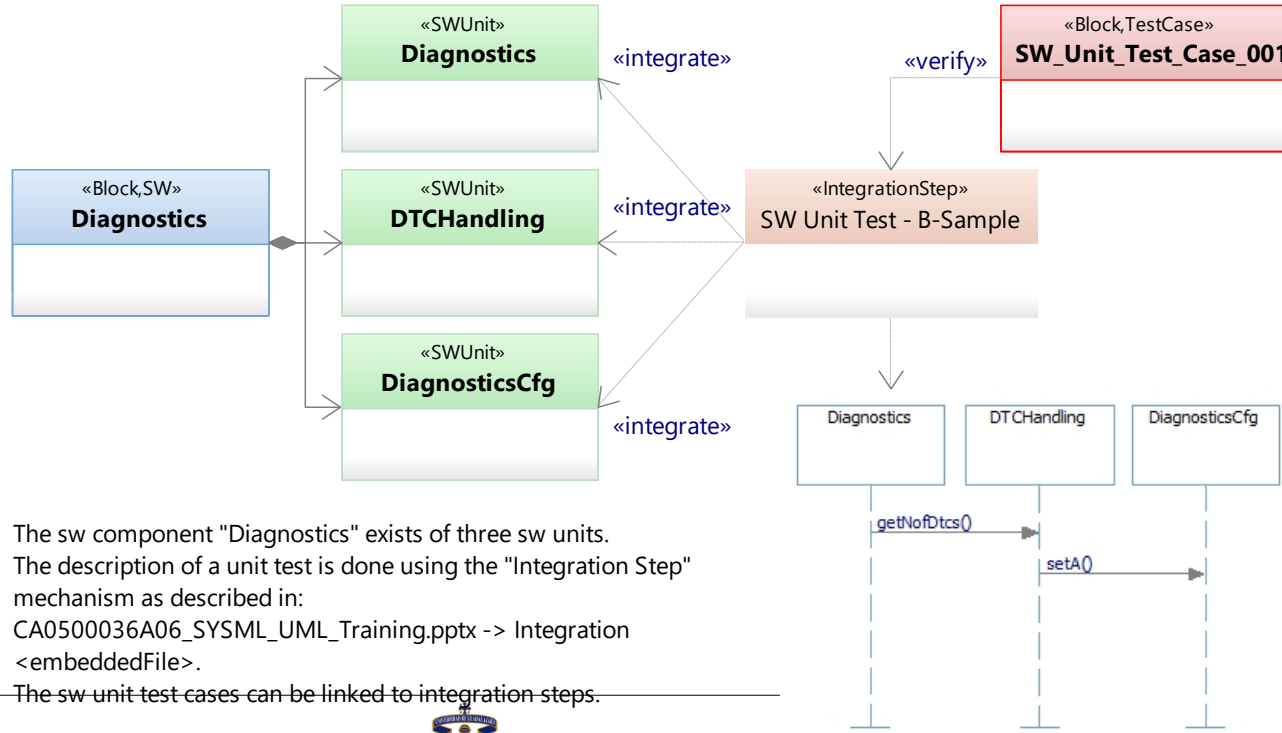 «SWUnit»
Diagnostics
«integrate»
«verify»
«Block,TestCase»
SW_Unit_Test_Case_001
«Block,SW»
Diagnostics
«SWUnit»
DTCHandling
«integrate»
«IntegrationStep»
SW Unit Test - B-Sample
«SWUnit»
DiagnosticsCfg
«integrate»
Diagnostics
DTCHandling
DiagnosticsCfg
getNofDtcs()
setA()
The sw component "Diagnostics" exists of three sw units.
The description of a unit test is done using the "Integration Step"
mechanism as described in:
CA0500036A06_SYSML_UML_Training.pptx -> Integration
<embeddedFile>.
The sw unit test cases can be linked to integration steps.
UNIVERSIDAD DE GUADALAJARA